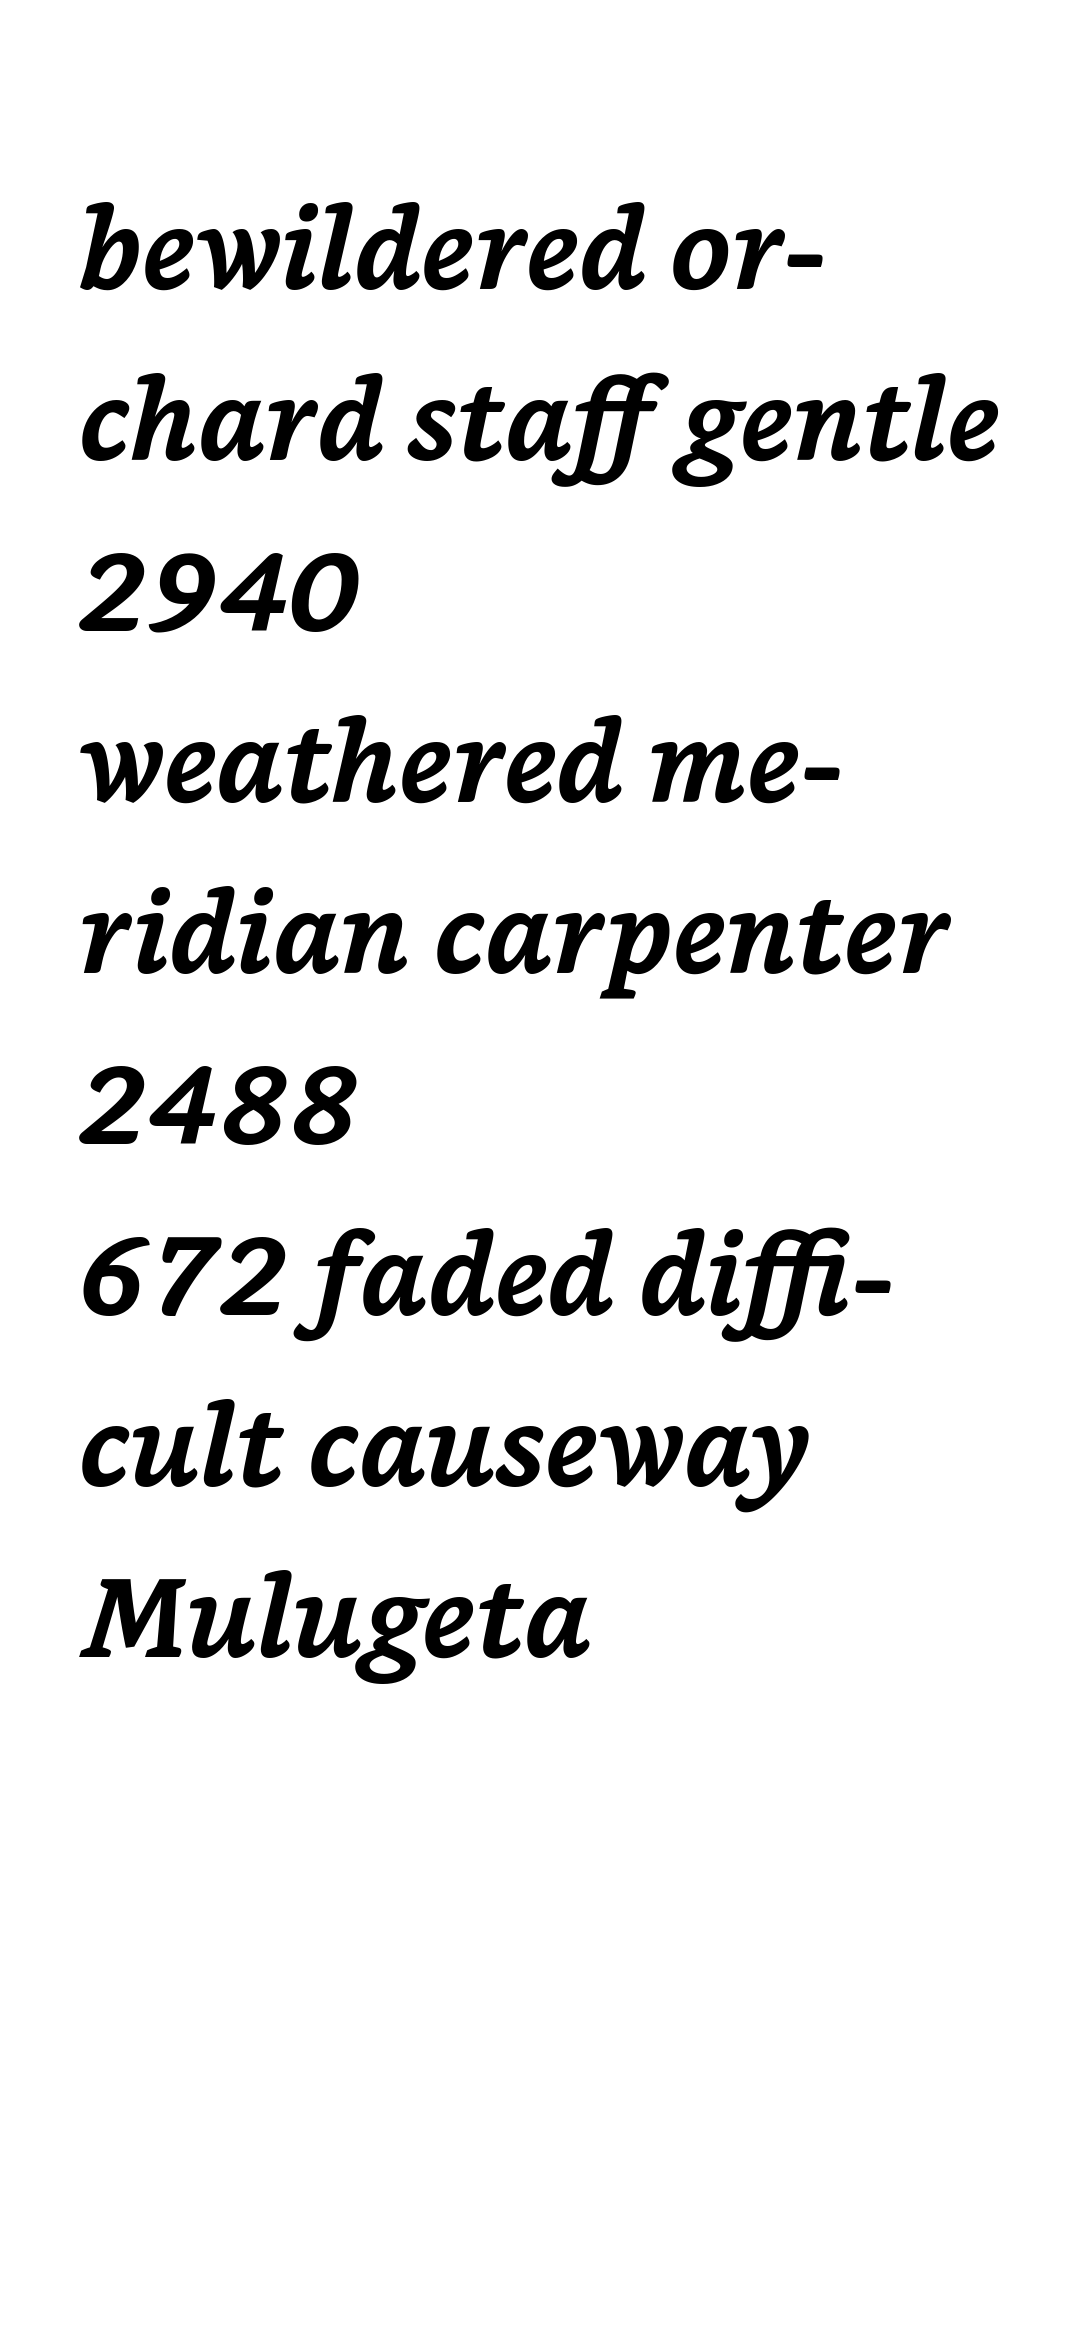 bewildered or-
chard staff gentle
2940
weathered me-
ridian carpenter
2488
672 faded diffi-
cult causeway
Mulugeta